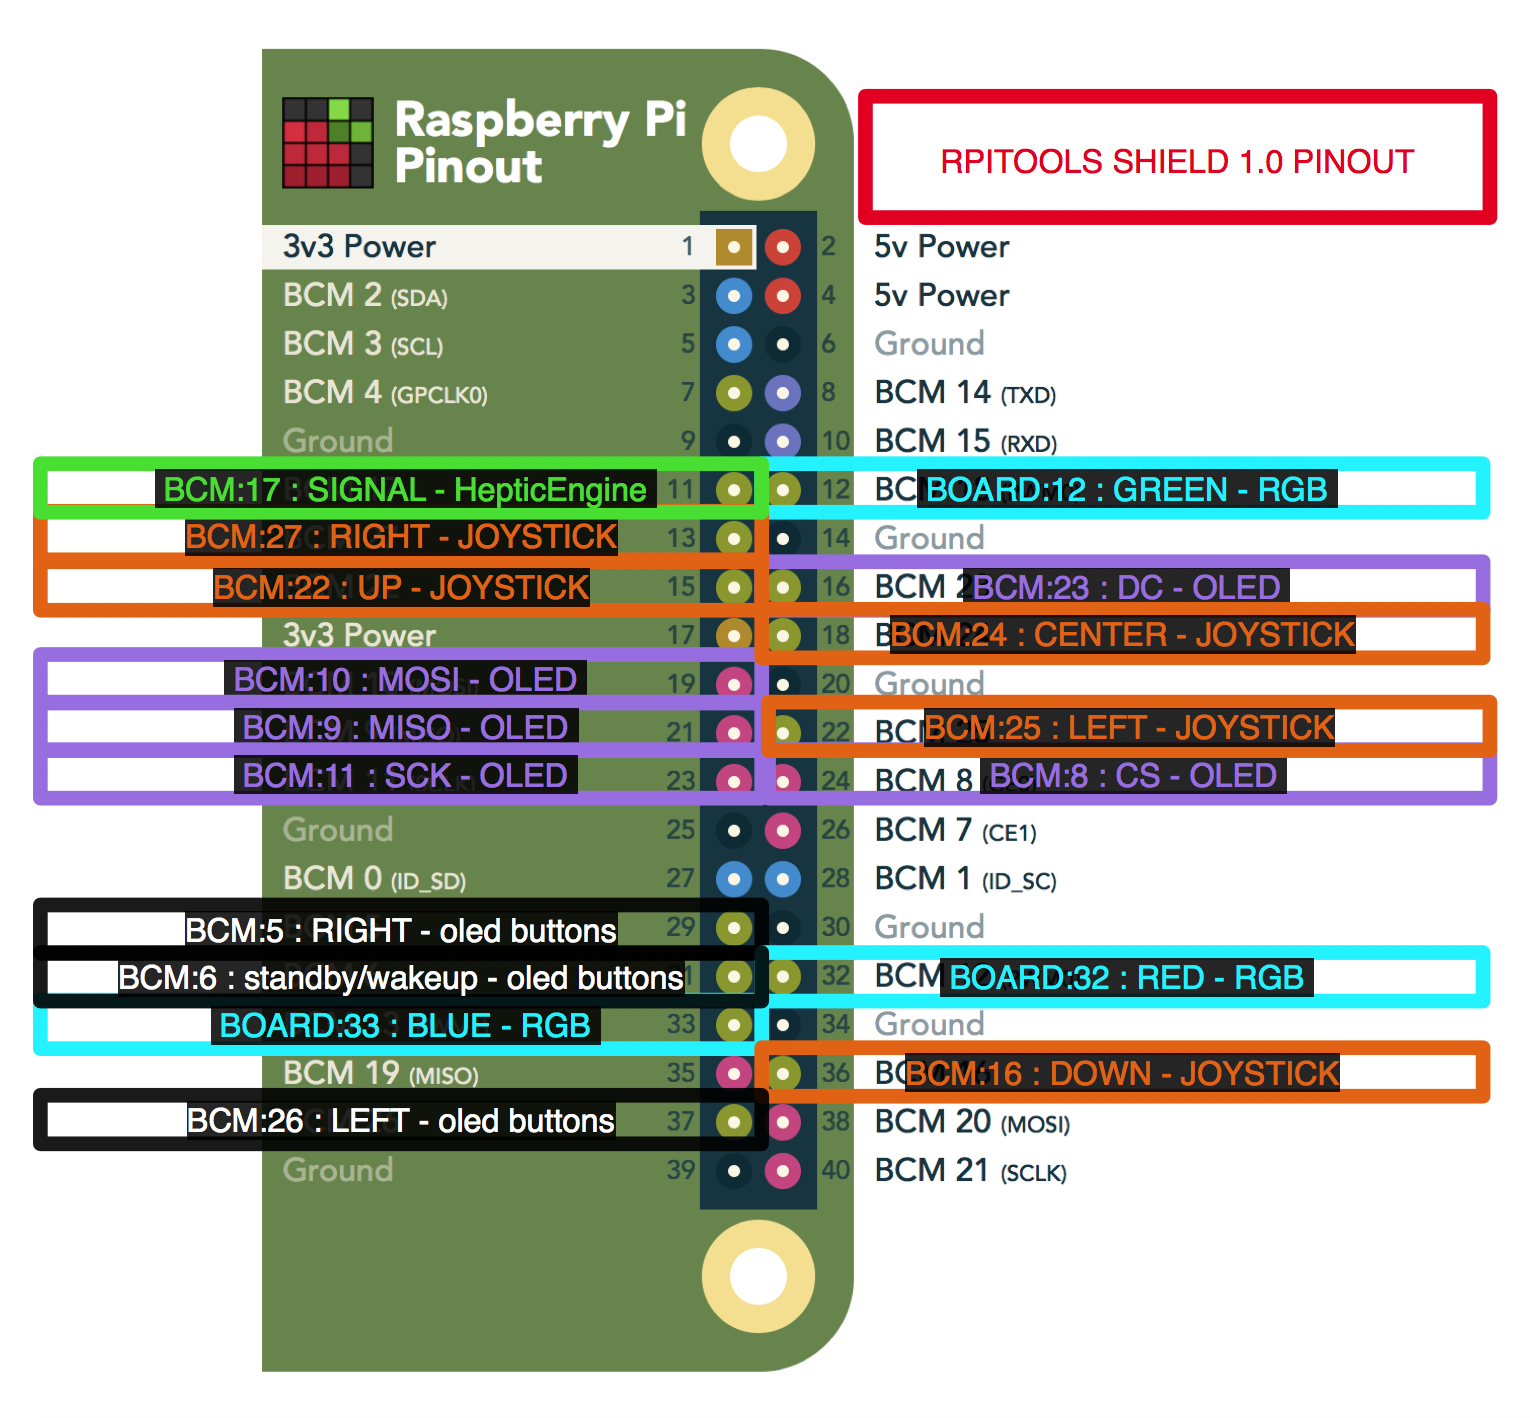 Raspberry Pi
Pinout
RPITOOLS SHIELD 1.0 PINOUT
3v3 Power 1 2 5v Power
BCM 2 (SDA) 3 4 5v Power
BCM 3 (SCL) 5 6 Ground
BCM 4 (GPCLK0) 7 8 BCM 14 (TXD)
Ground 9 10 BCM 15 (RXD)
BCM:17 : SIGNAL - HepticEngine 11 12 BOARD:12 : GREEN - RGB
BCM:27 : RIGHT - JOYSTICK 13 14 Ground
BCM:22 : UP - JOYSTICK 15 16 BCM:23 : DC - OLED
3v3 Power 17 18 BCM:24 : CENTER - JOYSTICK
BCM:10 : MOSI - OLED 19 20 Ground
BCM:9 : MISO - OLED 21 22 BCM:25 : LEFT - JOYSTICK
BCM:11 : SCK - OLED 23 24 BCM 8 BCM:8 : CS - OLED
Ground 25 26 BCM 7 (CE1)
BCM 0 (ID_SD) 27 28 BCM 1 (ID_SC)
BCM:5 : RIGHT - oled buttons 29 30 Ground
BCM:6 : standby/wakeup - oled buttons 32 BOARD:32 : RED - RGB
BOARD:33 : BLUE - RGB 33 34 Ground
BCM 19 (MISO) 35 36 BCM:16 : DOWN - JOYSTICK
BCM:26 : LEFT - oled buttons 37 38 BCM 20 (MOSI)
Ground 39 40 BCM 21 (SCLK)